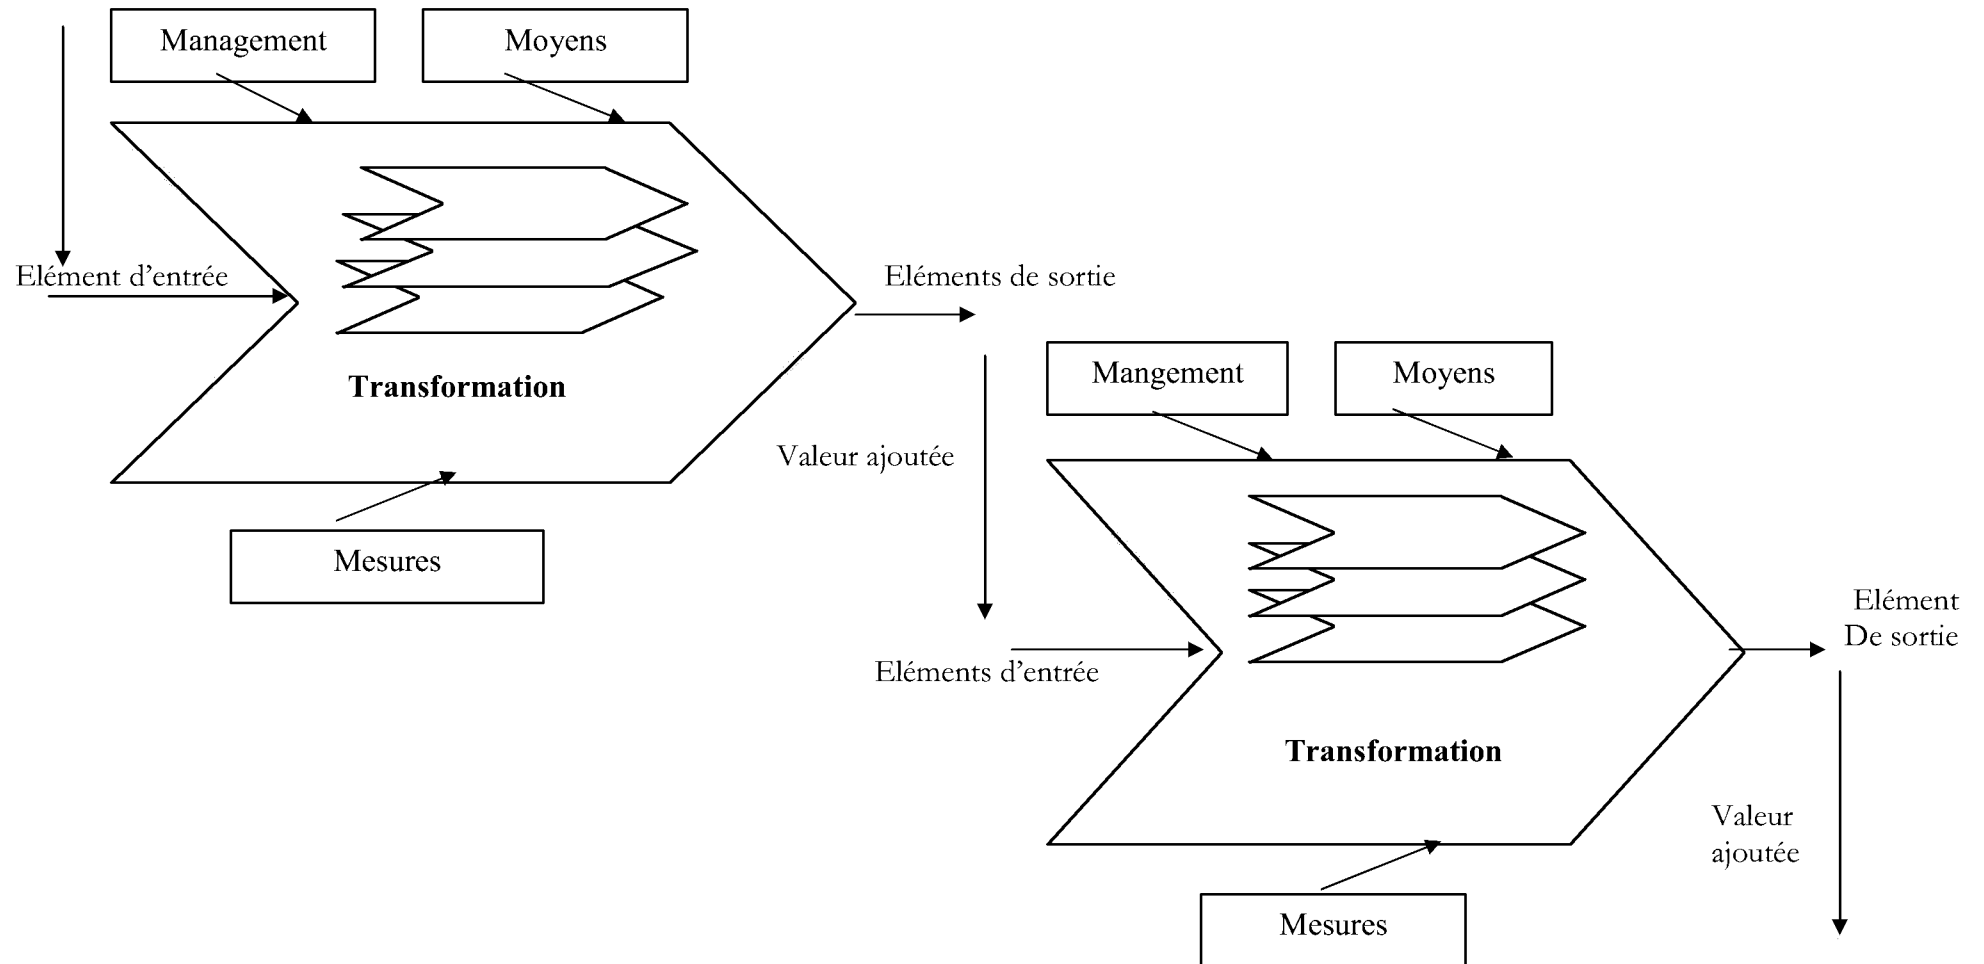 Management
Moyens
Elément d'entrée
Eléments de sortie
Transformation
Valeur ajoutée
Mesures
Mangement
Moyens
Eléments d'entrée
Elément
De sortie
Transformation
Valeur
ajoutée
Mesures